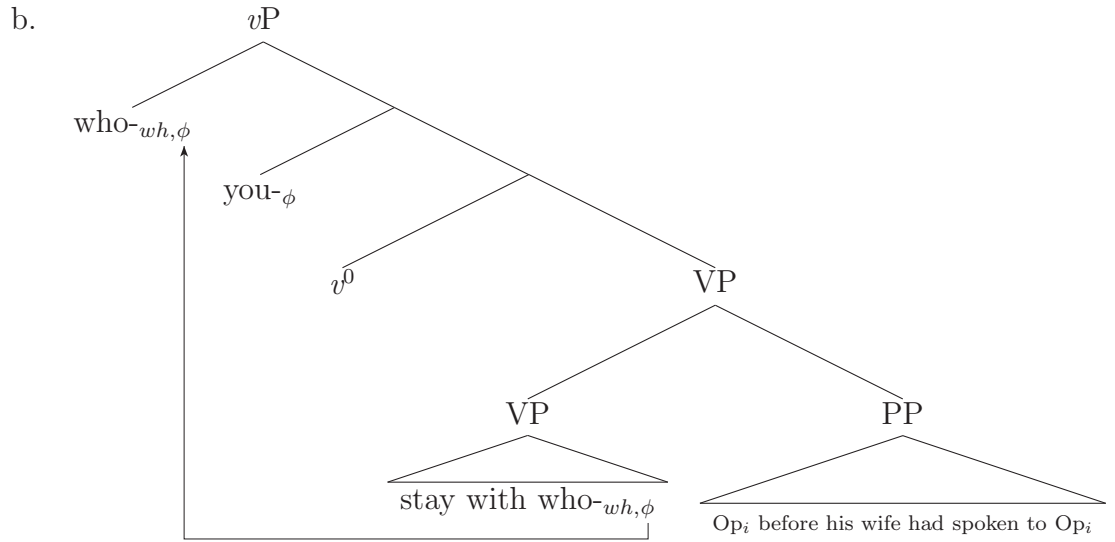 b.
vP
who-wh,ϕ
you-ϕ
v⁰
VP
VP PP
stay with who-wh,ϕ
Opᵢ before his wife had spoken to Opᵢ